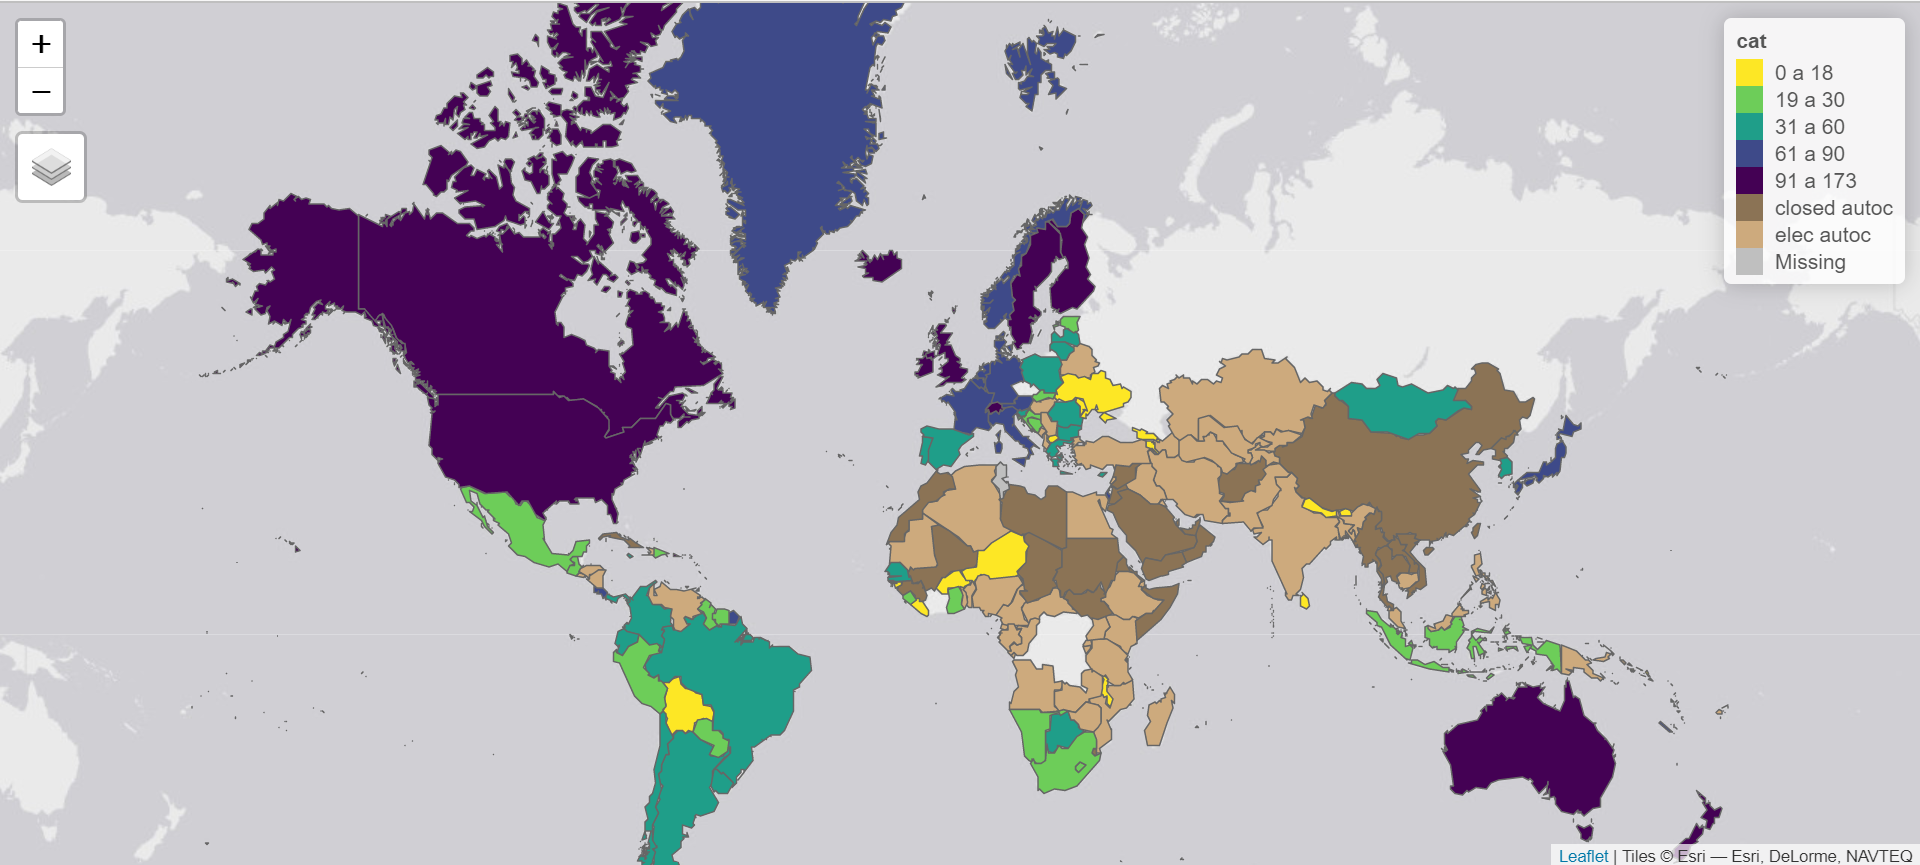 +
−
cat
0 a 18
19 a 30
31 a 60
61 a 90
91 a 173
closed autoc
elec autoc
Missing
Leaflet | Tiles © Esri — Esri, DeLorme, NAVTEQ